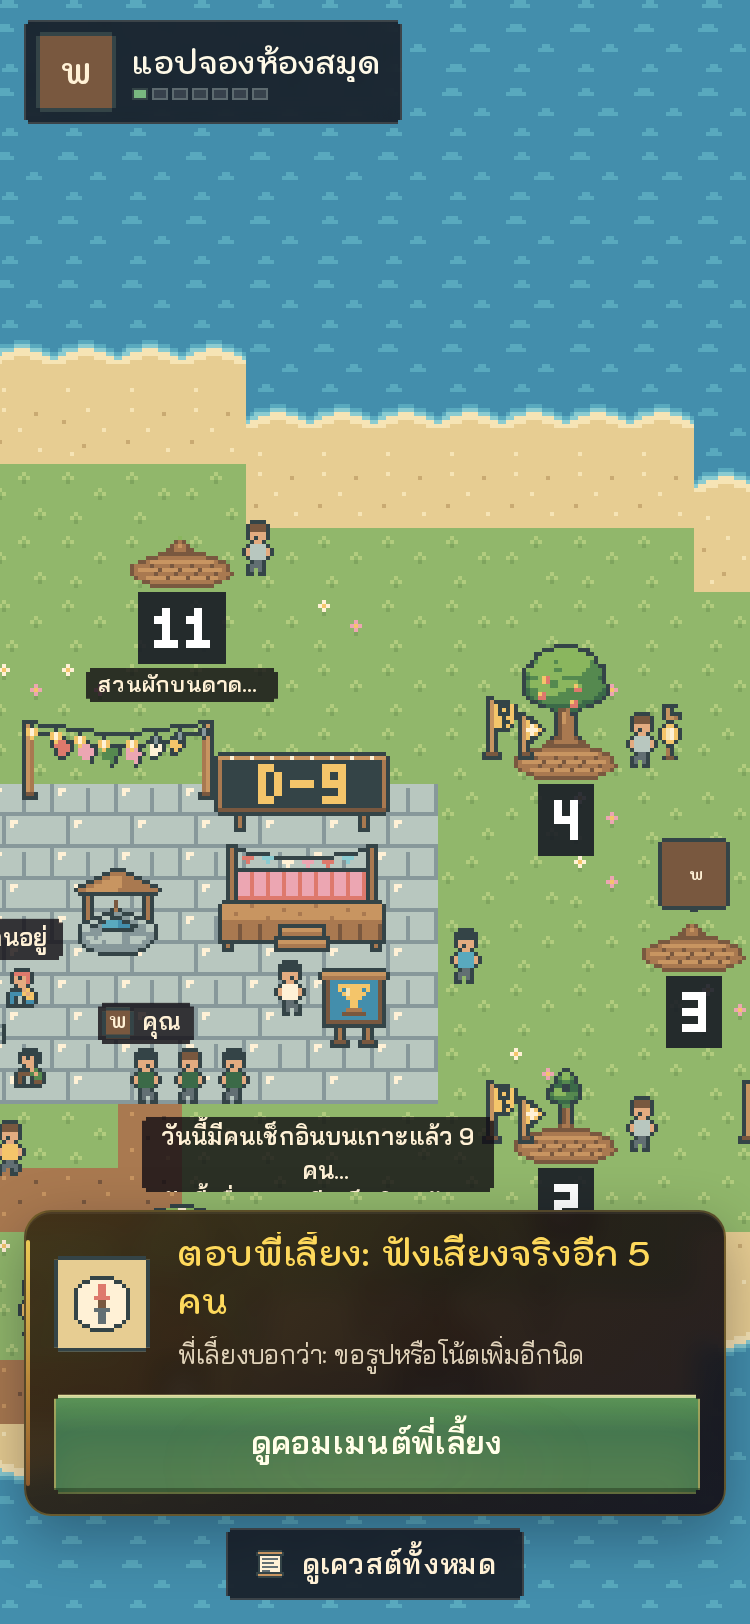 พ
แอปจองห้องสมุด
11
สวนผักบนดาด...
D-9
4
พ
3
นอยู่
พ คุณ
วันนี้มีคนเช็กอินบนเกาะแล้ว 9
คน...
2
ตอบพี่เลี้ยง: ฟังเสียงจริงอีก 5
คน
พี่เลี้ยงบอกว่า: ขอรูปหรือโน้ตเพิ่มอีกนิด
ดูคอมเมนต์พี่เลี้ยง
ดูเควสต์ทั้งหมด